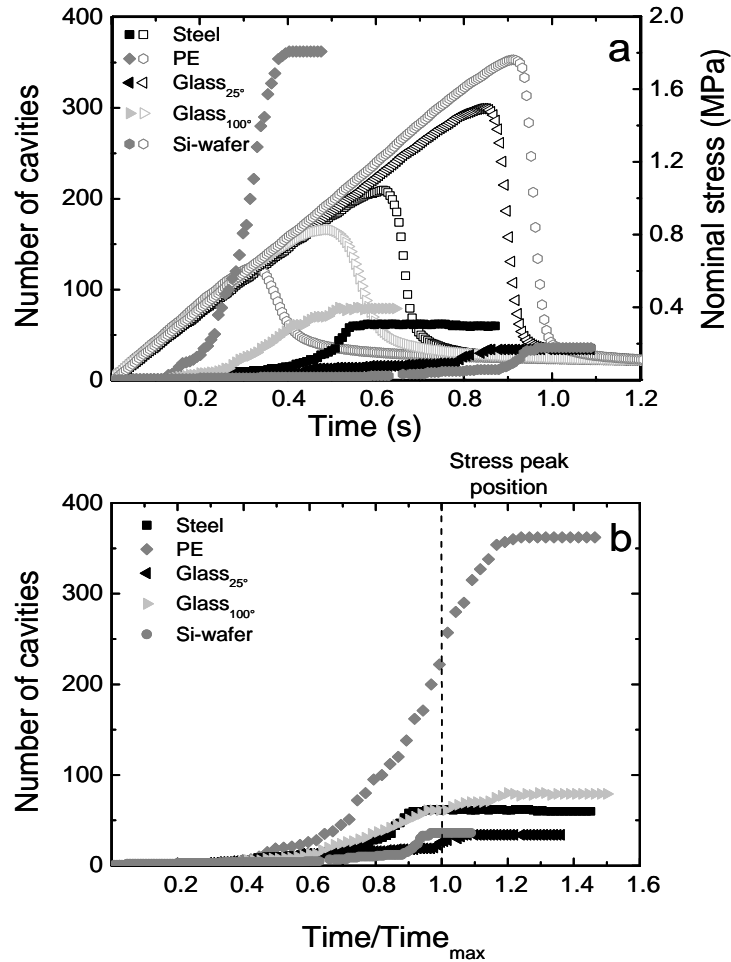 400
300
200
100
0
Number of cavities
Steel
PE
Glass25°
Glass100°
Si-wafer
a
2.0
1.6
1.2
0.8
0.4
Nominal stress (MPa)
0.2 0.4 0.6 0.8 1.0 1.2
Time (s)
Stress peak
position
400
300
200
100
0
Number of cavities
Steel
PE
Glass25°
Glass100°
Si-wafer
b
0.2 0.4 0.6 0.8 1.0 1.2 1.4 1.6
Time/Timemax